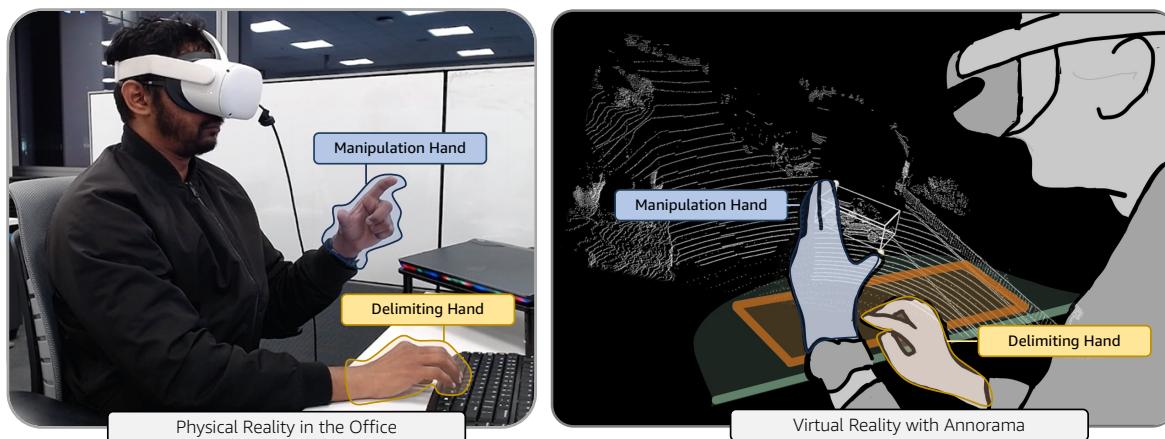 Manipulation Hand
Delimiting Hand
Physical Reality in the Office
Manipulation Hand
Delimiting Hand
Virtual Reality with Annorama